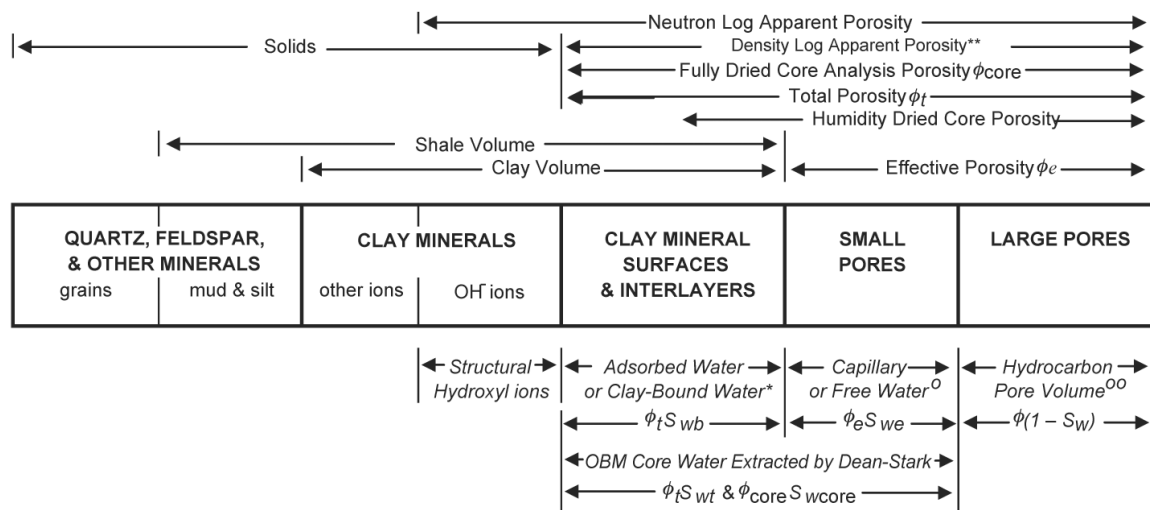 Neutron Log Apparent Porosity
Solids
Density Log Apparent Porosity**
Fully Dried Core Analysis Porosity ϕcore
Total Porosity ϕt
Humidity Dried Core Porosity
Shale Volume
Clay Volume
Effective Porosity ϕe
QUARTZ, FELDSPAR,
& OTHER MINERALS
grains
mud & silt
CLAY MINERALS
other ions
OH⁻ ions
CLAY MINERAL
SURFACES
& INTERLAYERS
SMALL
PORES
LARGE PORES
Structural
Hydroxyl ions
Adsorbed Water
or Clay-Bound Water*
ϕtSwb
Capillary
or Free Water^o
ϕeSwe
Hydrocarbon
Pore Volume^oo
ϕ(1 – Sw)
OBM Core Water Extracted by Dean-Stark
ϕtSwt & ϕcoreSwcore